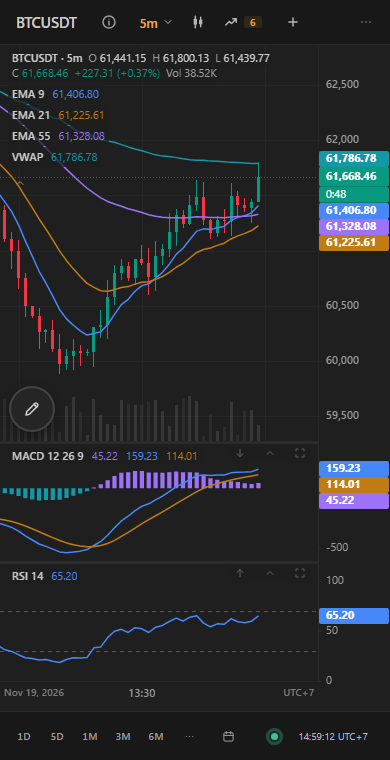 BTCUSDT 5m 6
BTCUSDT · 5m O 61,441.15 H 61,800.13 L 61,439.77
C 61,668.46 +227.31 (+0.37%) Vol 38.52K
EMA 9 61,406.80
EMA 21 61,225.61
EMA 55 61,328.08
VWAP 61,786.78
62,500
62,000
61,786.78
61,668.46
0:48
61,406.80
61,328.08
61,225.61
60,500
60,000
59,500
MACD 12 26 9 45.22 159.23 114.01
159.23
114.01
45.22
-500
RSI 14 65.20
100
65.20
50
0
Nov 19, 2026 13:30 UTC+7
1D 5D 1M 3M 6M ··· 14:59:12 UTC+7